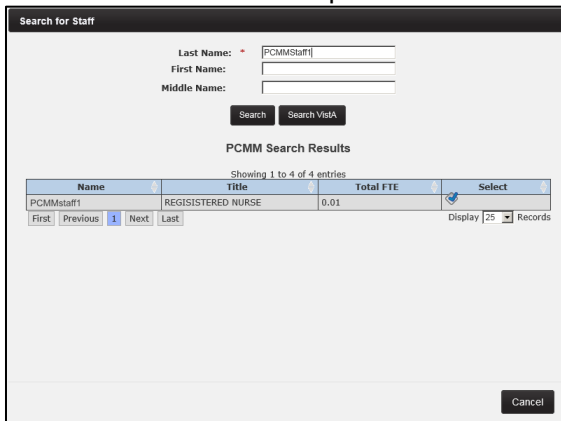 Search for Staff
Last Name: * PCMMStaff1
First Name:
Middle Name:
Search Search VistA
PCMM Search Results
Showing 1 to 4 of 4 entries
Name Title Total FTE Select
PCMMstaff1 REGISISTERED NURSE 0.01
First Previous 1 Next Last Display 25 Records
Cancel